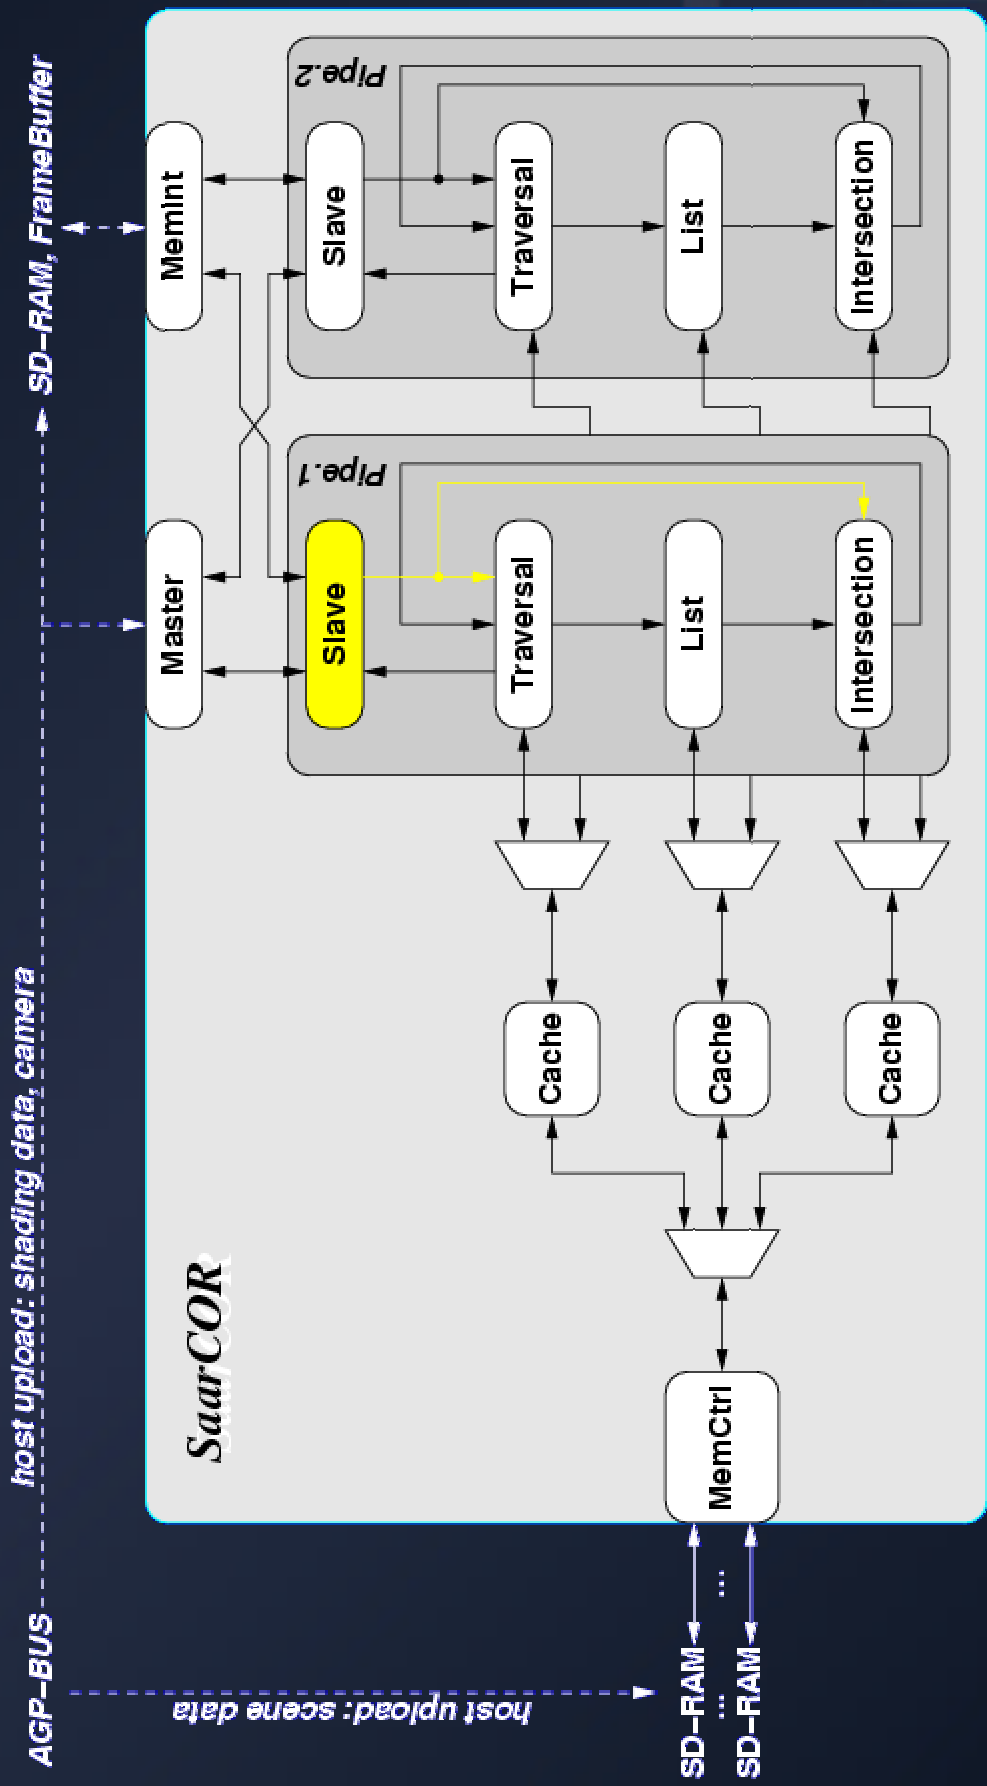 AGP-BUS
host upload: shading data, camera
SD-RAM, FrameBuffer
host upload: scene data
SaarCOR
Master
MemInt
Pipe.1
Slave
Traversal
List
Intersection
Pipe.2
Slave
Traversal
List
Intersection
Cache
Cache
Cache
MemCtrl
SD-RAM
...
...
SD-RAM